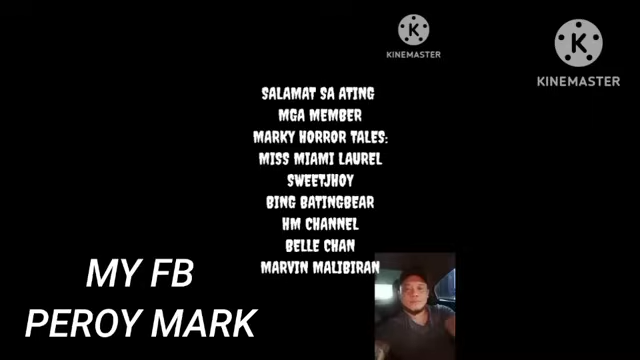 KINEMASTER
KINEMASTER
SALAMAT SA ATING
MGA MEMBER
MARKY HORROR TALES:
MISS MIAMI LAUREL
SWEETJHOY
BING BATINGBEAR
HM CHANNEL
BELLE CHAN
MARVIN MALIBIRAN
MY FB
PEROY MARK